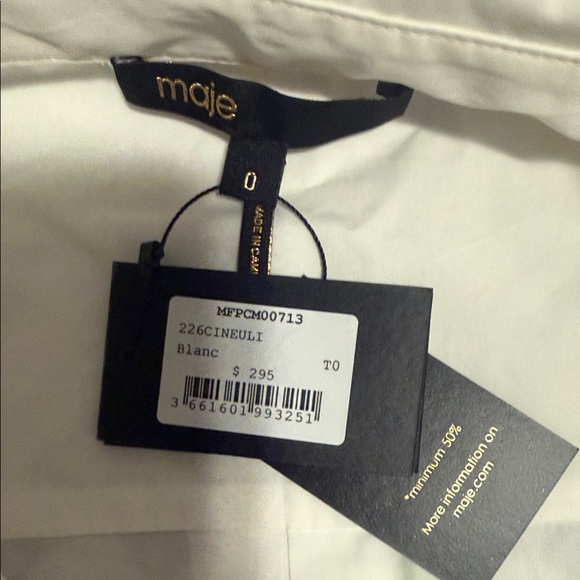 maje
0
MADE IN
MFPCM00713
226CINEULI
Blanc
T0
$ 295
3 661601 993251
*minimum 50%
More information on
maje.com